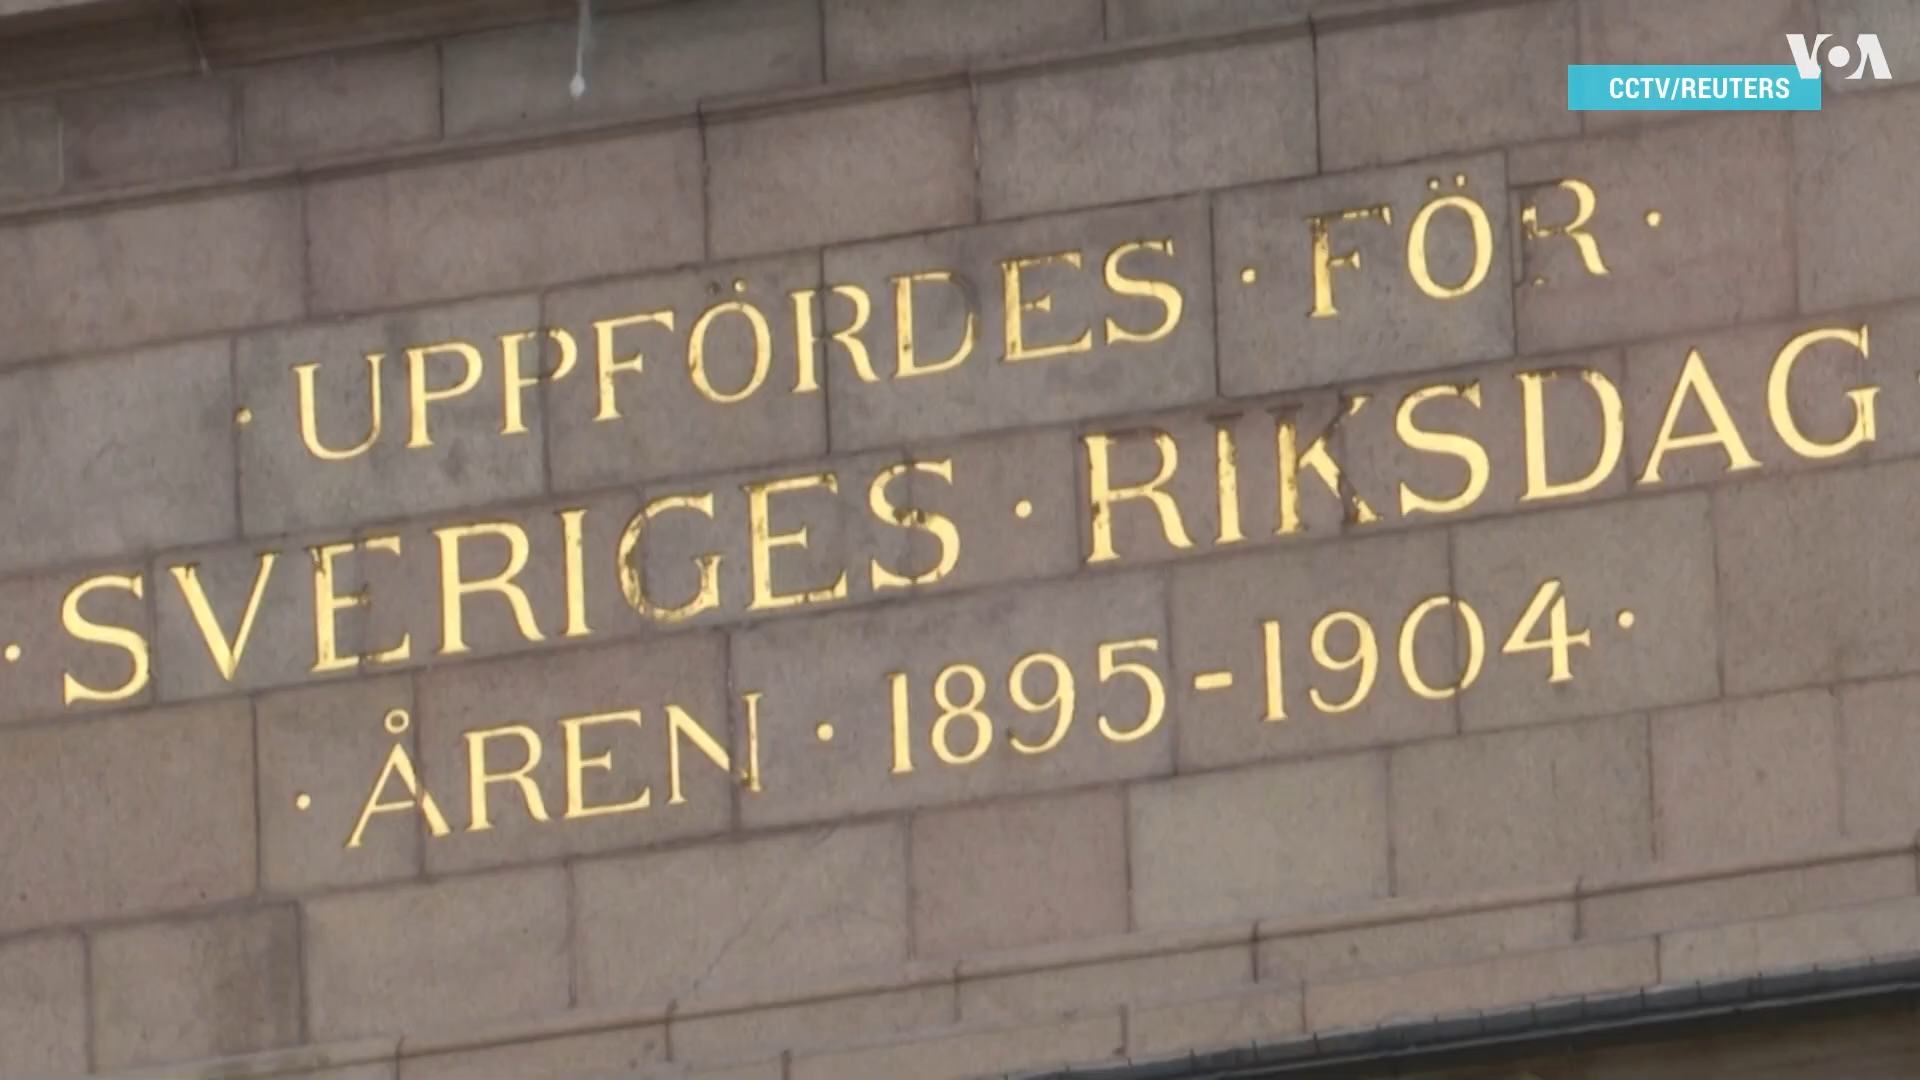 VOA
CCTV/REUTERS
· UPPFÖRDES · FÖR ·
· SVERIGES · RIKSDAG ·
· ÅREN · 1895-1904 ·